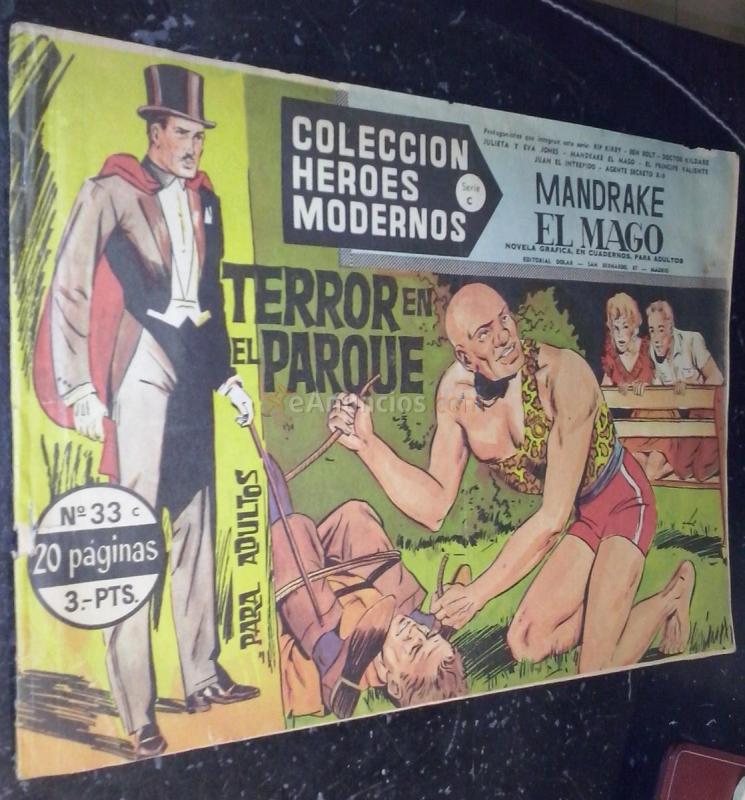 COLECCION
HEROES
MODERNOS
Serie
C
Protagonistas que integran esta serie: RIP KIRBY - BEN BOLT - DOCTOR KILDARE
JULIETA Y EVA JONES - MANDRAKE EL MAGO - EL PRINCIPE VALIENTE
JUAN EL INTREPIDO - AGENTE SECRETO X-9
MANDRAKE
EL MAGO
NOVELA GRAFICA, EN CUADERNOS, PARA ADULTOS
EDITORIAL DOLAR - SAN BERNARDO, 87 - MADRID
TERROR EN
EL PARQUE
eAnuncios.com
PARA ADULTOS
Nº 33 C
20 páginas
3.-PTS.